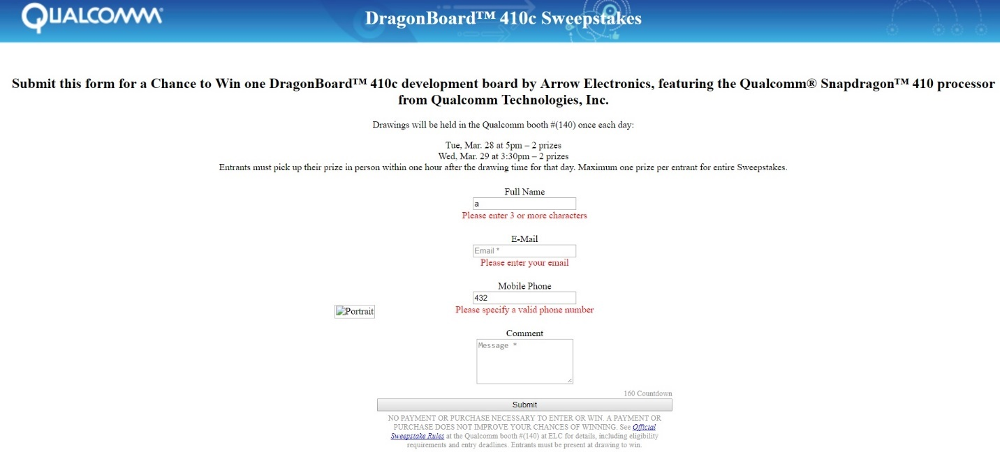 QUALCOMM®
DragonBoard™ 410c Sweepstakes
Submit this form for a Chance to Win one DragonBoard™ 410c development board by Arrow Electronics, featuring the Qualcomm® Snapdragon™ 410 processor
from Qualcomm Technologies, Inc.
Drawings will be held in the Qualcomm booth #(140) once each day:
Tue, Mar. 28 at 5pm – 2 prizes
Wed, Mar. 29 at 3:30pm – 2 prizes
Entrants must pick up their prize in person within one hour after the drawing time for that day. Maximum one prize per entrant for entire Sweepstakes.
Full Name
a
Please enter 3 or more characters
E-Mail
Email *
Please enter your email
Mobile Phone
432
Please specify a valid phone number
Portrait
Comment
Message *
160 Countdown
Submit
NO PAYMENT OR PURCHASE NECESSARY TO ENTER OR WIN. A PAYMENT OR
PURCHASE DOES NOT IMPROVE YOUR CHANCES OF WINNING. See Official
Sweepstake Rules at the Qualcomm booth #(140) at ELC for details, including eligibility
requirements and entry deadlines. Entrants must be present at drawing to win.